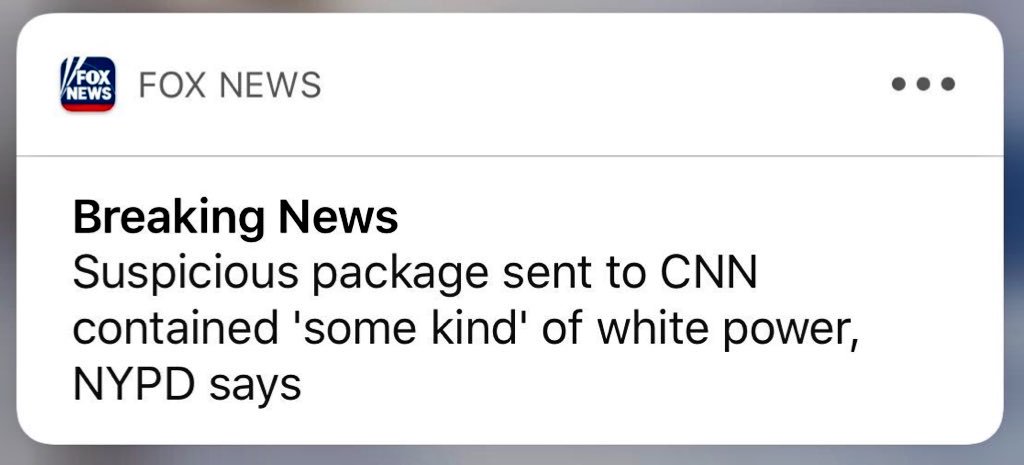 FOX
NEWS
FOX NEWS
Breaking News
Suspicious package sent to CNN
contained 'some kind' of white power,
NYPD says